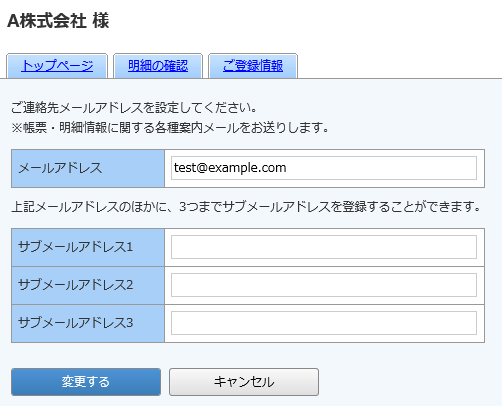 A株式会社 様
トップページ 明細の確認 ご登録情報
ご連絡先メールアドレスを設定してください。
※帳票・明細情報に関する各種案内メールをお送りします。
メールアドレス test@example.com
上記メールアドレスのほかに、3つまでサブメールアドレスを登録することができます。
サブメールアドレス1
サブメールアドレス2
サブメールアドレス3
変更する キャンセル